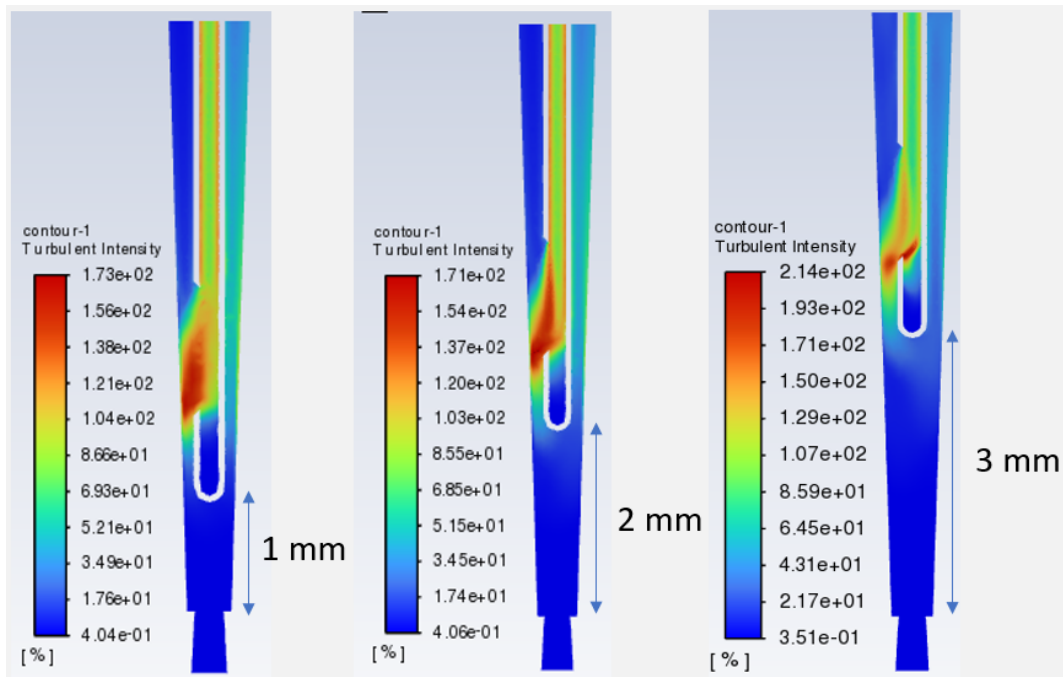 contour-1
Turbulent Intensity
1.73e+02
1.56e+02
1.38e+02
1.21e+02
1.04e+02
8.66e+01
6.93e+01
5.21e+01
3.49e+01
1.76e+01
4.04e-01
[%]
1 mm
contour-1
Turbulent Intensity
1.71e+02
1.54e+02
1.37e+02
1.20e+02
1.03e+02
8.55e+01
6.85e+01
5.15e+01
3.45e+01
1.74e+01
4.06e-01
[%]
2 mm
contour-1
Turbulent Intensity
2.14e+02
1.93e+02
1.71e+02
1.50e+02
1.29e+02
1.07e+02
8.59e+01
6.45e+01
4.31e+01
2.17e+01
3.51e-01
[%]
3 mm